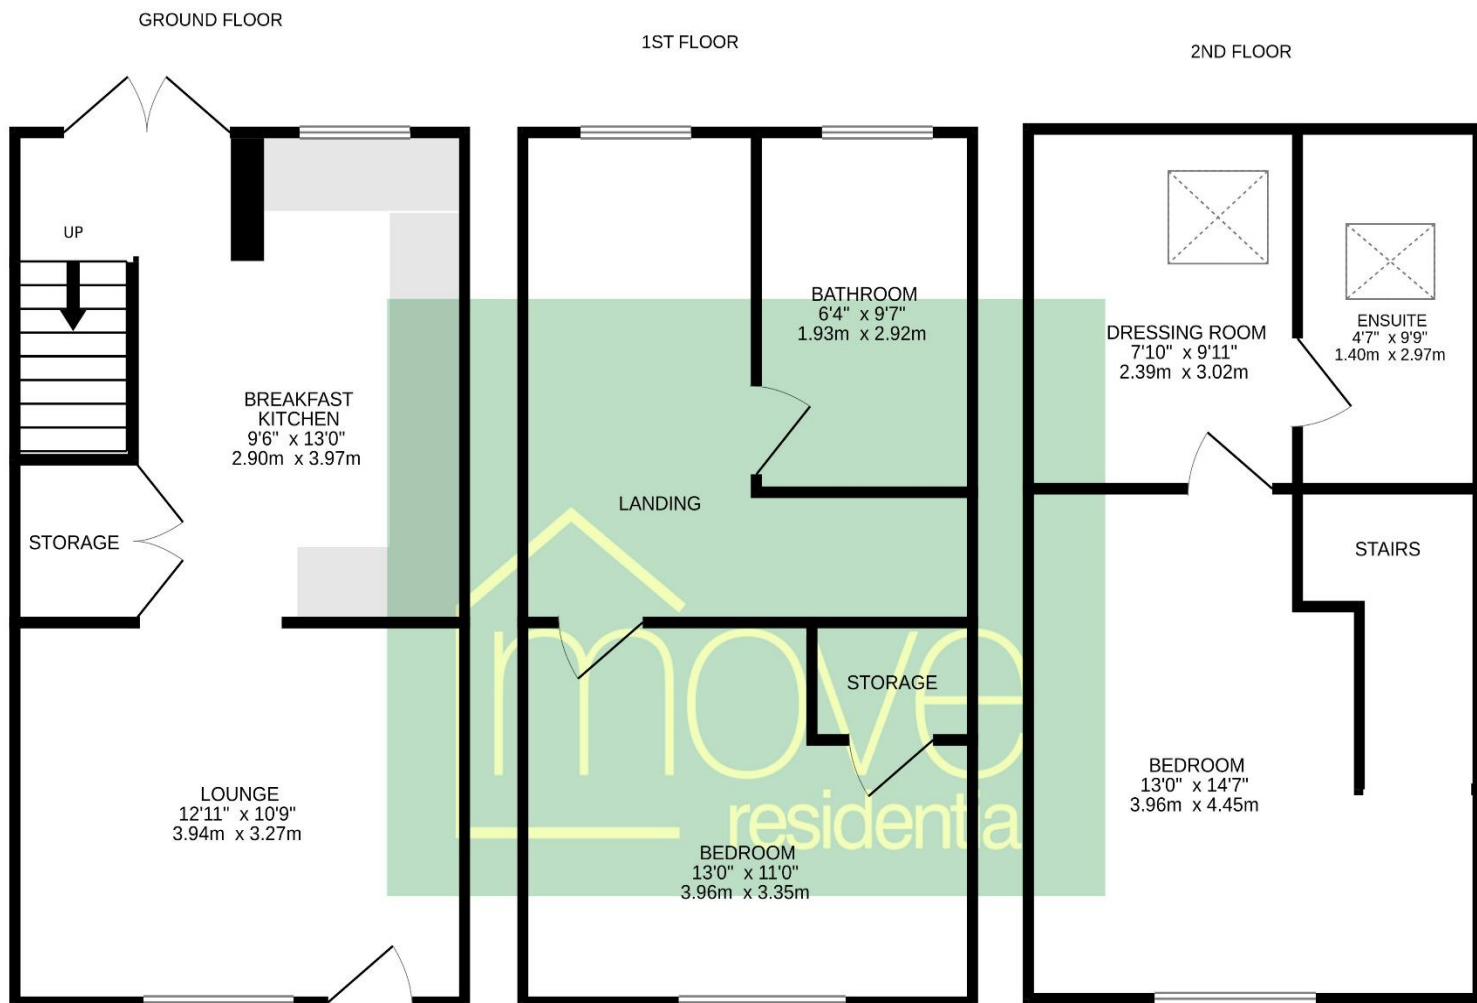 GROUND FLOOR
1ST FLOOR
2ND FLOOR
UP
BREAKFAST
KITCHEN
9'6" x 13'0"
2.90m x 3.97m
STORAGE
LOUNGE
12'11" x 10'9"
3.94m x 3.27m
BATHROOM
6'4" x 9'7"
1.93m x 2.92m
LANDING
STORAGE
BEDROOM
13'0" x 11'0"
3.96m x 3.35m
DRESSING ROOM
7'10" x 9'11"
2.39m x 3.02m
ENSUITE
4'7" x 9'9"
1.40m x 2.97m
STAIRS
BEDROOM
13'0" x 14'7"
3.96m x 4.45m
move
residential